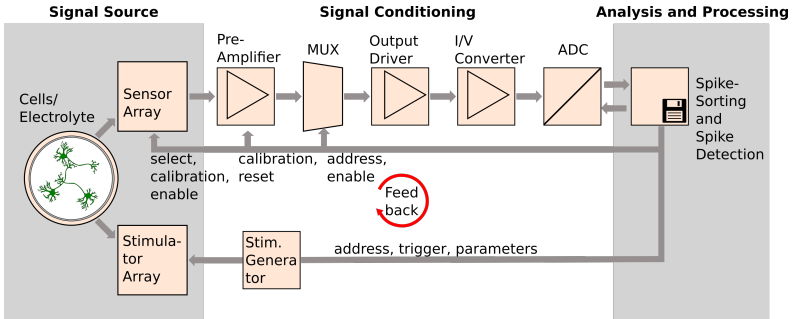 Signal Source
Signal Conditioning
Analysis and Processing
Cells/
Electrolyte
Sensor
Array
Pre-
Amplifier
MUX
Output
Driver
I/V
Converter
ADC
Spike-
Sorting
and
Spike
Detection
select,
calibration,
enable
calibration,
reset
address,
enable
Feed
back
Stimula-
tor
Array
Stim.
Genera
tor
address, trigger, parameters